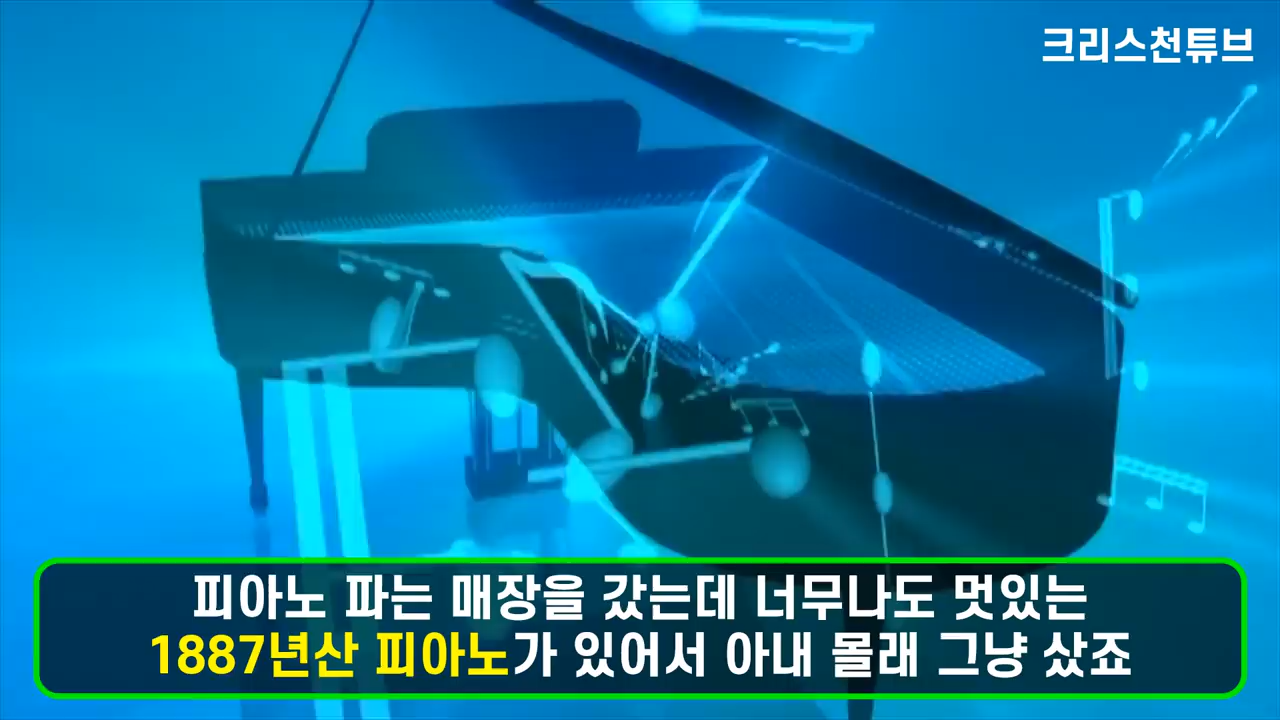 크리스천튜브
피아노 파는 매장을 갔는데 너무나도 멋있는
1887년산 피아노가 있어서 아내 몰래 그냥 샀죠